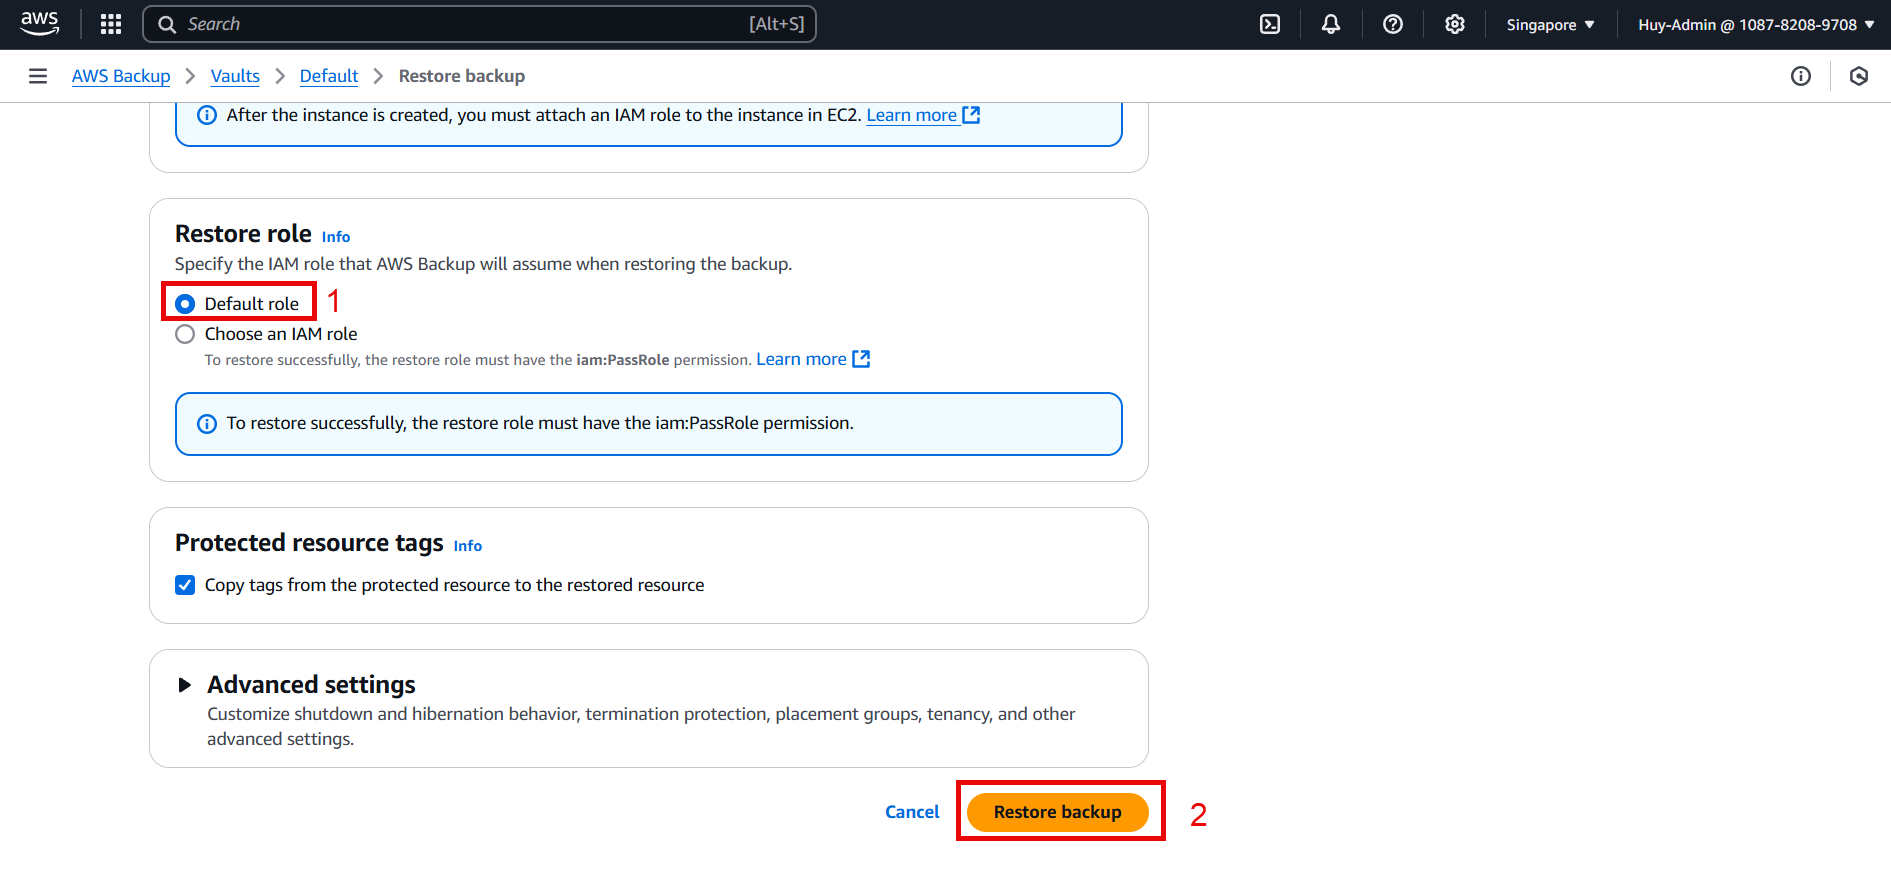 aws
Search [Alt+S]
Singapore
Huy-Admin @ 1087-8208-9708
AWS Backup
Vaults
Default
Restore backup
After the instance is created, you must attach an IAM role to the instance in EC2. Learn more
Restore role Info
Specify the IAM role that AWS Backup will assume when restoring the backup.
Default role 1
Choose an IAM role
To restore successfully, the restore role must have the iam:PassRole permission. Learn more
To restore successfully, the restore role must have the iam:PassRole permission.
Protected resource tags Info
Copy tags from the protected resource to the restored resource
Advanced settings
Customize shutdown and hibernation behavior, termination protection, placement groups, tenancy, and other
advanced settings.
Cancel
Restore backup 2